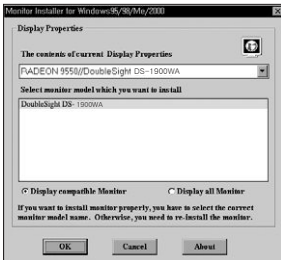 Monitor Installer for Windows95/98/Me/2000
Display Properties
The contents of current Display Properties
RADEON 9550//DoubleSight DS-1900WA
Select monitor model which you want to install
DoubleSight DS- 1900WA
Display compatible Monitor
Display all Monitor
If you want to install monitor properly, you have to select the correct
monitor model name. Otherwise, you need to re-install the monitor.
OK
Cancel
About